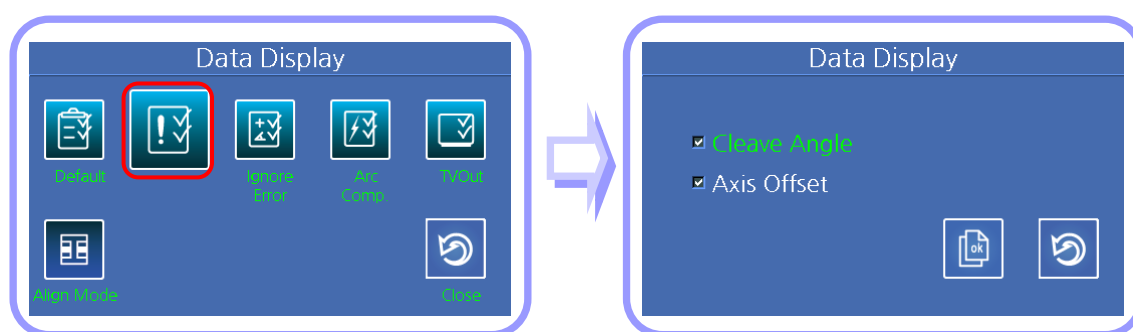 Data Display
Default
Ignore
Error
Arc
Comp.
TVOut
Align Mode
Close
Data Display
Cleave Angle
Axis Offset
ok